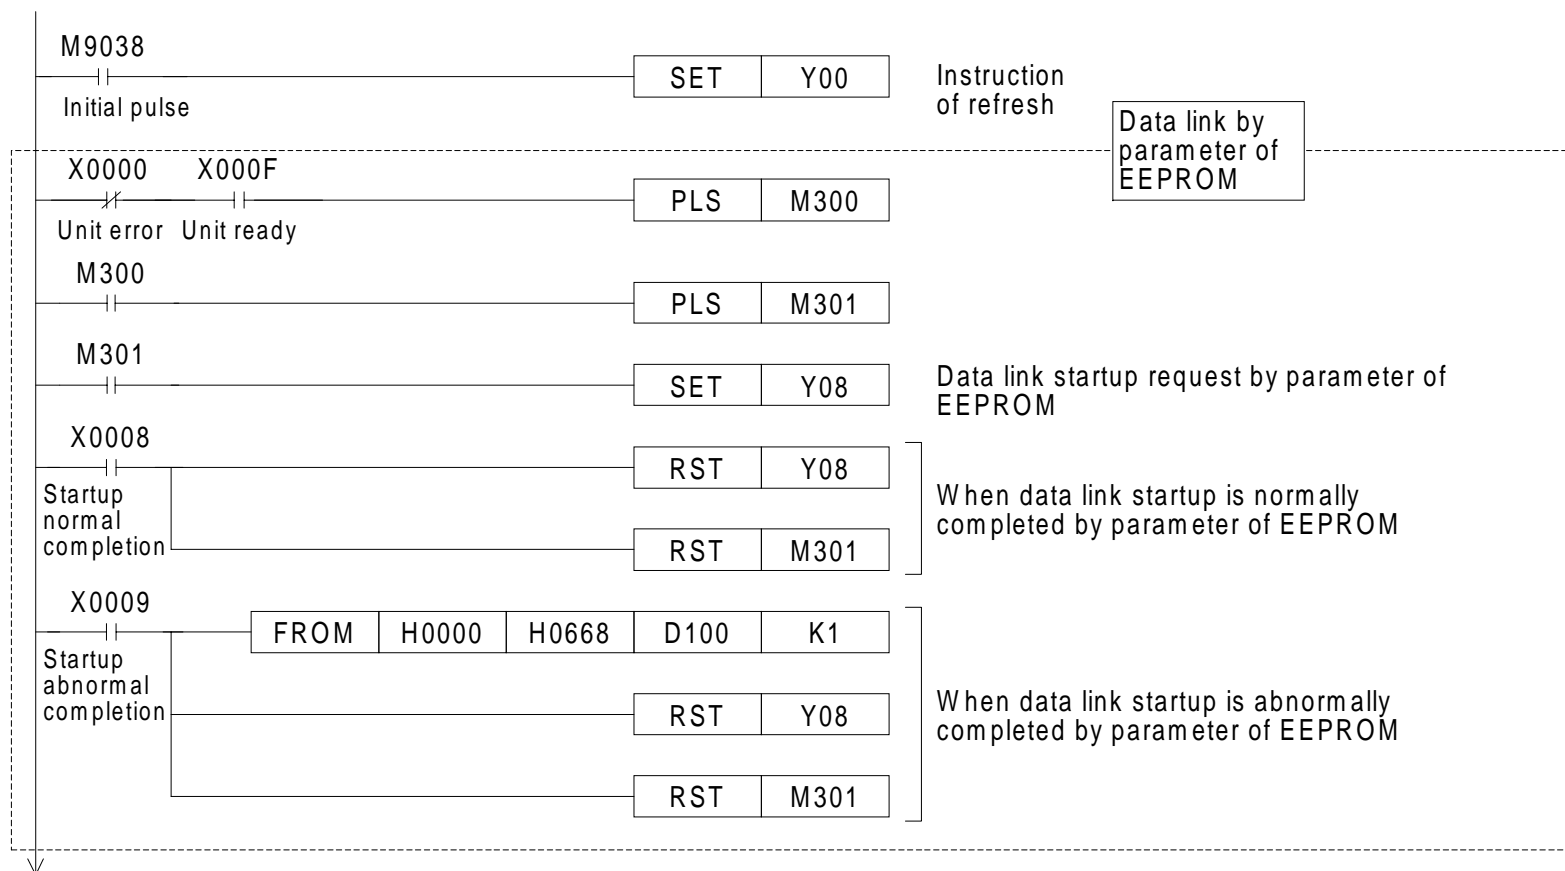 M9038
SET Y00
Initial pulse
Instruction
of refresh
Data link by
parameter of
EEPROM
X0000 X000F
PLS M300
Unit error Unit ready
M300
PLS M301
M301
SET Y08
Data link startup request by parameter of
EEPROM
X0008
RST Y08
Startup
normal
completion
RST M301
When data link startup is normally
completed by parameter of EEPROM
X0009
FROM H0000 H0668 D100 K1
Startup
abnormal
completion
RST Y08
RST M301
When data link startup is abnormally
completed by parameter of EEPROM